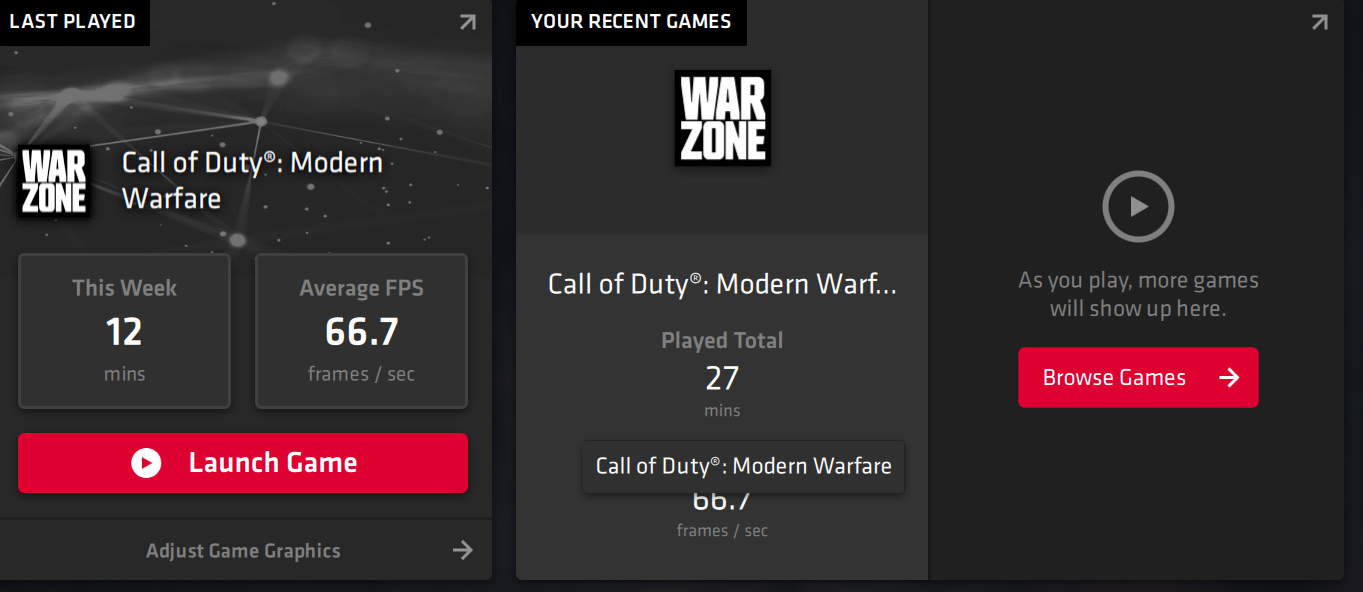 LAST PLAYED
WAR
ZONE
Call of Duty®: Modern
Warfare
This Week
12
mins
Average FPS
66.7
frames / sec
Launch Game
Adjust Game Graphics
YOUR RECENT GAMES
WAR
ZONE
Call of Duty®: Modern Warf...
Played Total
27
mins
Call of Duty®: Modern Warfare
66.7
frames / sec
As you play, more games
will show up here.
Browse Games